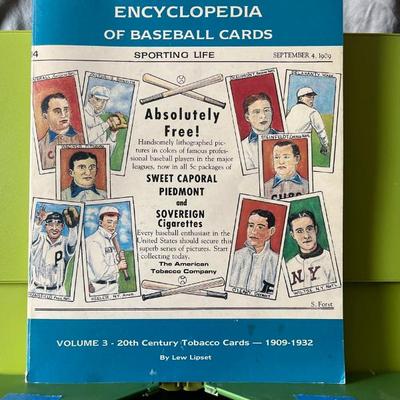 ENCYCLOPEDIA
OF BASEBALL CARDS
4
SPORTING LIFE
SEPTEMBER 4, 1909
Absolutely
Free!
Handsomely lithographed pic-
tures in colors of famous profes-
sional baseball players in the major
leagues, now in all 5c packages of
SWEET CAPORAL
PIEDMONT
and
SOVEREIGN
Cigarettes
Every baseball enthusiast in the
United States should secure this
superb series of pictures. Start
collecting today.
The American
Tobacco Company
S. Forst
VOLUME 3 - 20th Century Tobacco Cards — 1909-1932
By Lew Lipset